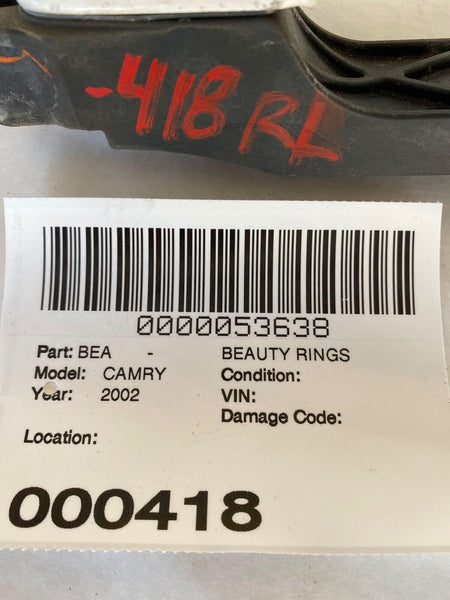 -418 RL
0000053638
Part: BEA - BEAUTY RINGS
Model: CAMRY Condition:
Year: 2002 VIN:
Damage Code:
Location:
000418